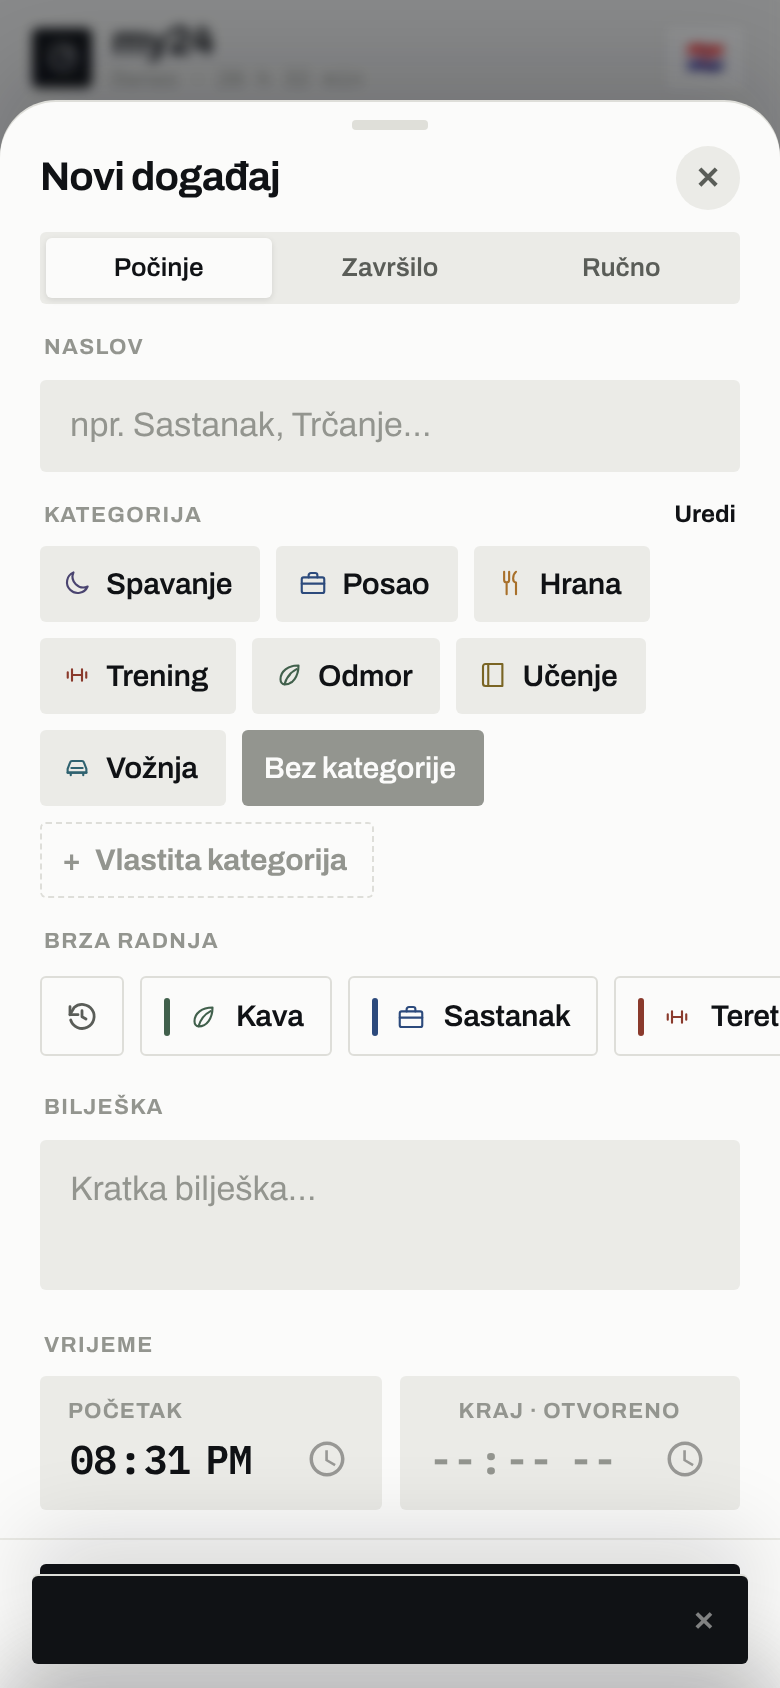 my24
Novi događaj
Počinje Završilo Ručno
NASLOV
npr. Sastanak, Trčanje...
KATEGORIJA Uredi
Spavanje Posao Hrana
Trening Odmor Učenje
Vožnja Bez kategorije
+ Vlastita kategorija
BRZA RADNJA
Kava Sastanak Teret
BILJEŠKA
Kratka bilješka...
VRIJEME
POČETAK KRAJ · OTVORENO
08:31 PM --:-- --